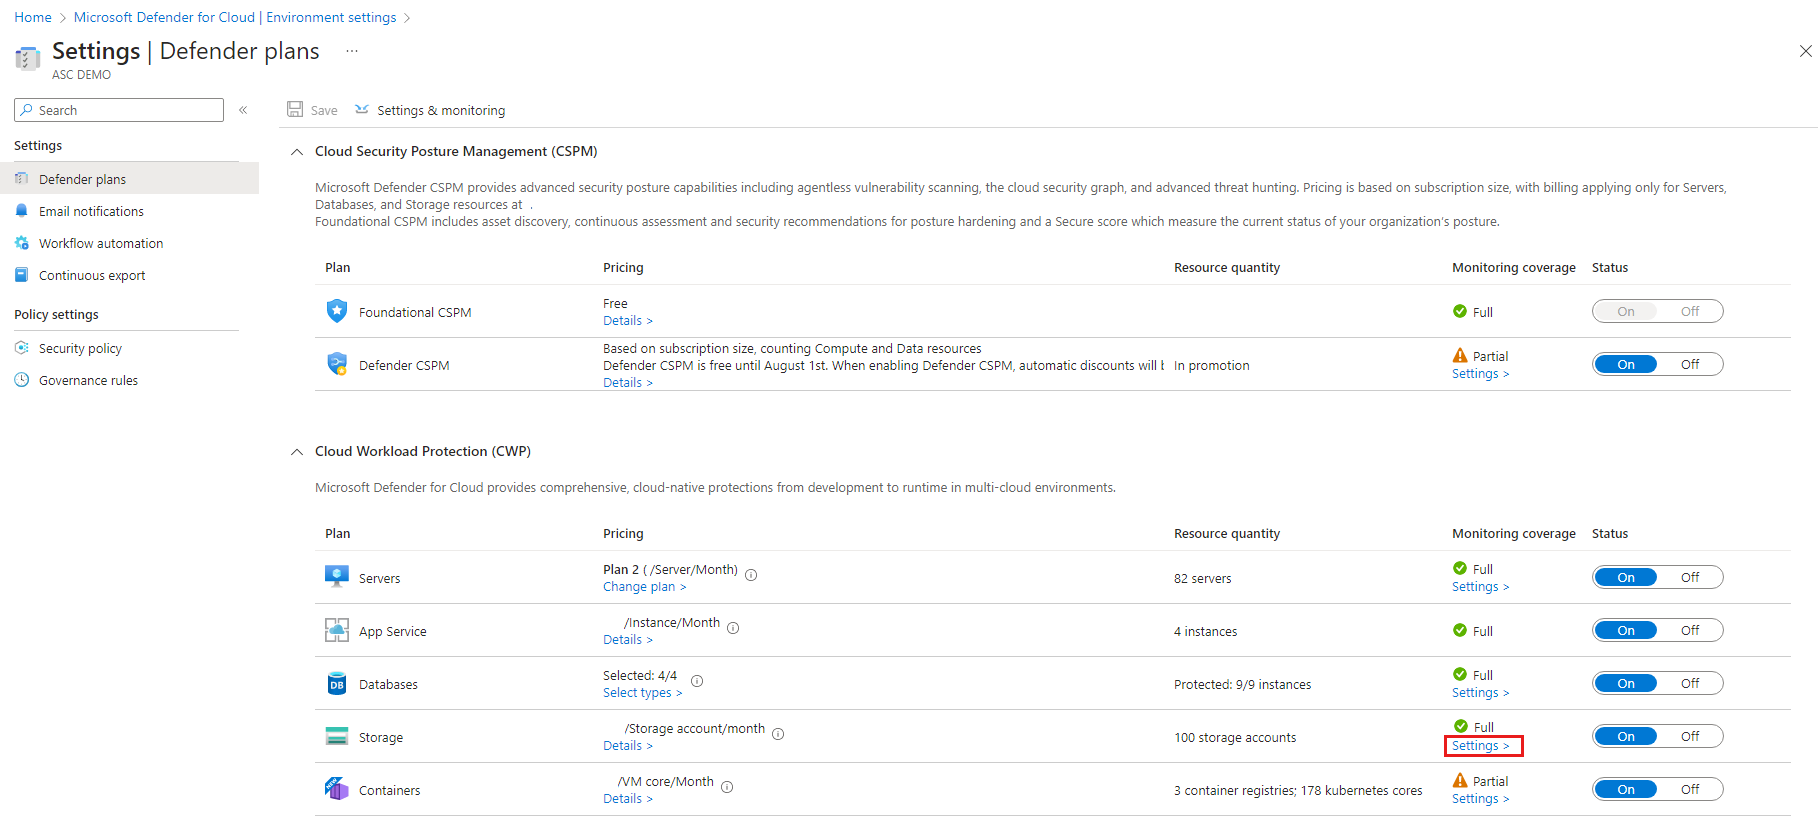 Home > Microsoft Defender for Cloud | Environment settings >
Settings | Defender plans ...
ASC DEMO
Search «
Settings
Defender plans
Email notifications
Workflow automation
Continuous export
Policy settings
Security policy
Governance rules
Save Settings & monitoring
Cloud Security Posture Management (CSPM)
Microsoft Defender CSPM provides advanced security posture capabilities including agentless vulnerability scanning, the cloud security graph, and advanced threat hunting. Pricing is based on subscription size, with billing applying only for Servers,
Databases, and Storage resources at .
Foundational CSPM includes asset discovery, continuous assessment and security recommendations for posture hardening and a Secure score which measure the current status of your organization's posture.
Plan Pricing Resource quantity Monitoring coverage Status
Foundational CSPM Free Full On Off
Details >
Based on subscription size, counting Compute and Data resources
Defender CSPM Defender CSPM is free until August 1st. When enabling Defender CSPM, automatic discounts will b In promotion Partial On Off
Details > Settings >
Cloud Workload Protection (CWP)
Microsoft Defender for Cloud provides comprehensive, cloud-native protections from development to runtime in multi-cloud environments.
Plan Pricing Resource quantity Monitoring coverage Status
Servers Plan 2 ( /Server/Month) 82 servers Full On Off
Change plan > Settings >
App Service /Instance/Month 4 instances Full On Off
Details >
Databases Selected: 4/4 Protected: 9/9 instances Full On Off
Select types > Settings >
Storage /Storage account/month 100 storage accounts Full On Off
Details > Settings >
Containers /VM core/Month 3 container registries; 178 kubernetes cores Partial On Off
Details > Settings >